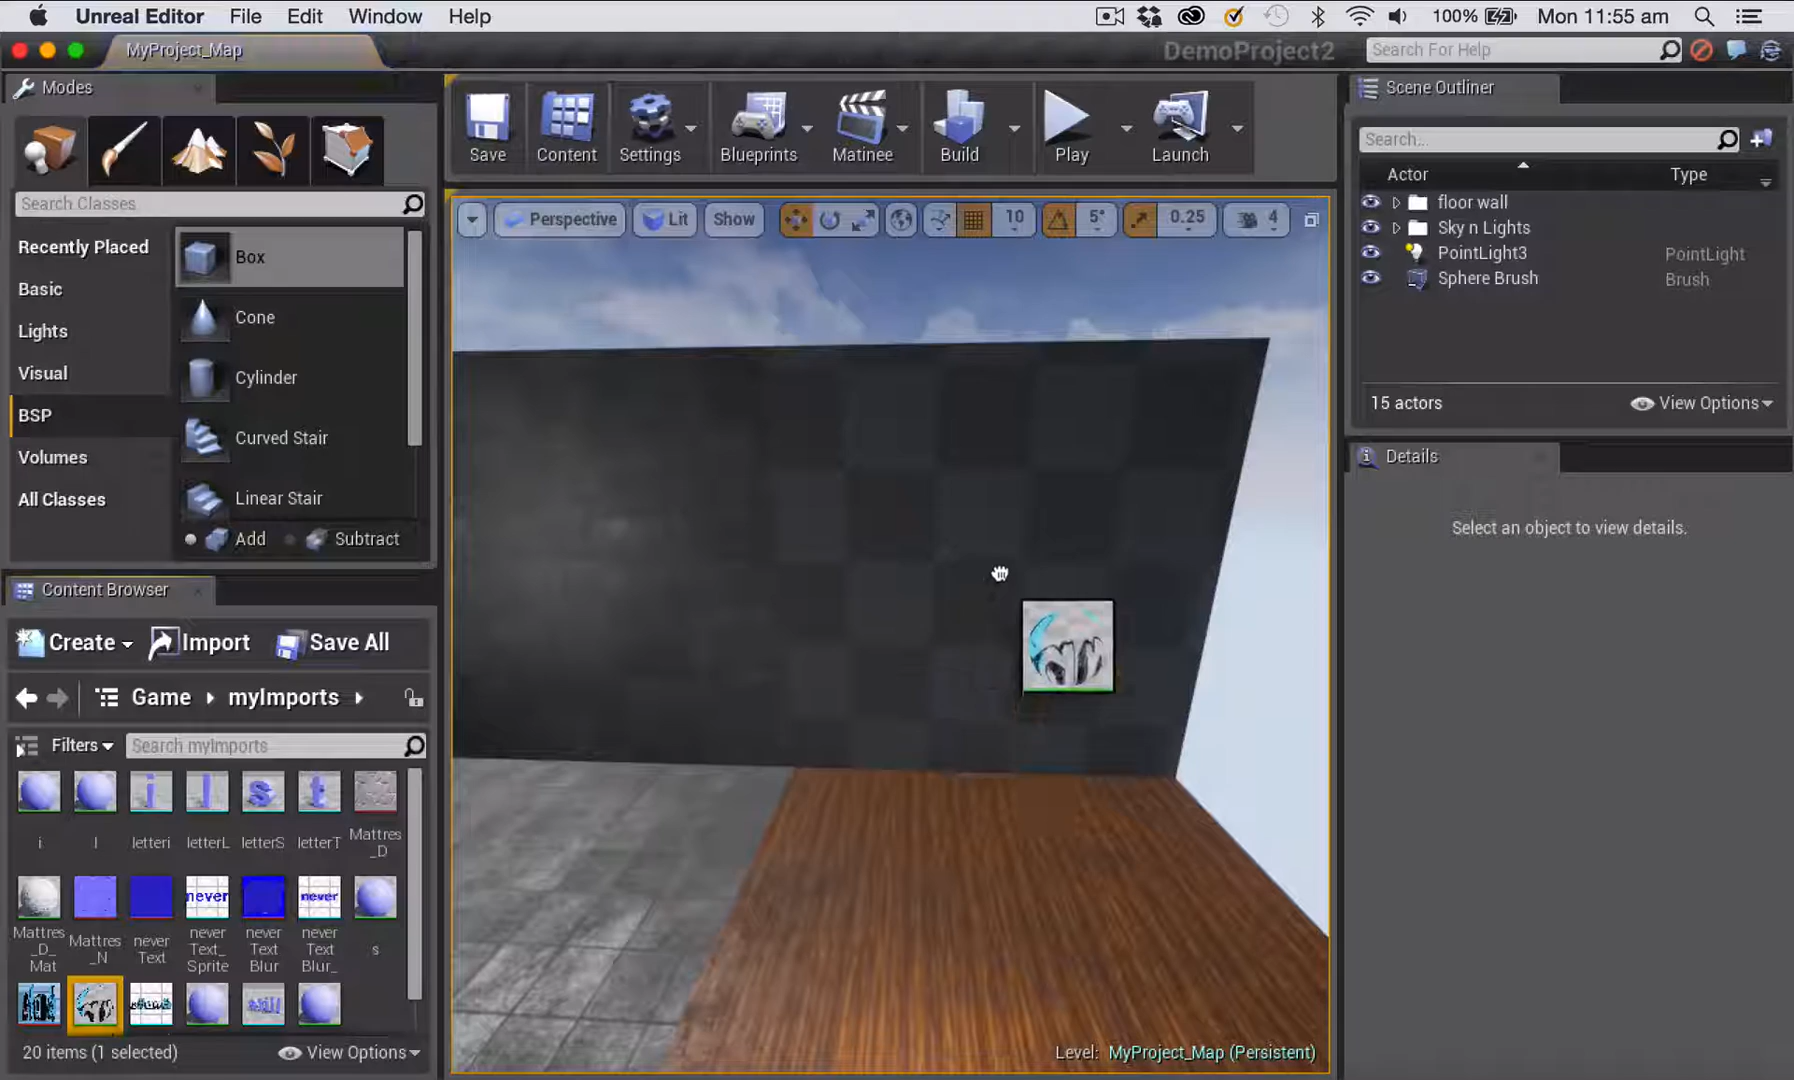 Unreal Editor File Edit Window Help 100% Mon 11:55 am
MyProject_Map DemoProject2 Search For Help
Modes
Search Classes
Recently Placed
Basic
Lights
Visual
BSP
Volumes
All Classes
Box
Cone
Cylinder
Curved Stair
Linear Stair
Add Subtract
Save Content Settings Blueprints Matinee Build Play Launch
Perspective Lit Show 10 5° 0.25 4
Level: MyProject_Map (Persistent)
Scene Outliner
Search...
Actor Type
floor wall
Sky n Lights
PointLight3 PointLight
Sphere Brush Brush
15 actors View Options
Details
Select an object to view details.
Content Browser
Create Import Save All
Game myImports
Filters Search myImports
i l s t
i l letteri letterL letterS letterT Mattres
_D
never never
Mattres
_D_
Mat
Mattres
_N
never
Text
never
Text_
Sprite
never
Text
Blur
never
Text
Blur_
s
skill
20 items (1 selected) View Options